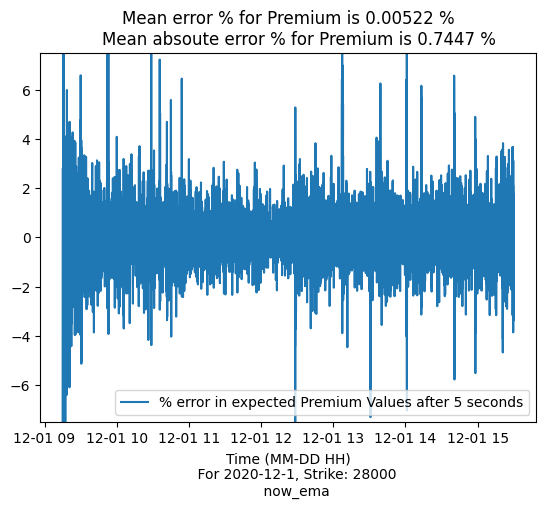 Mean error % for Premium is 0.00522 %
Mean absoute error % for Premium is 0.7447 %
6
4
2
0
−2
−4
−6
% error in expected Premium Values after 5 seconds
12-01 09 12-01 10 12-01 11 12-01 12 12-01 13 12-01 14 12-01 15
Time (MM-DD HH)
For 2020-12-1, Strike: 28000
now_ema